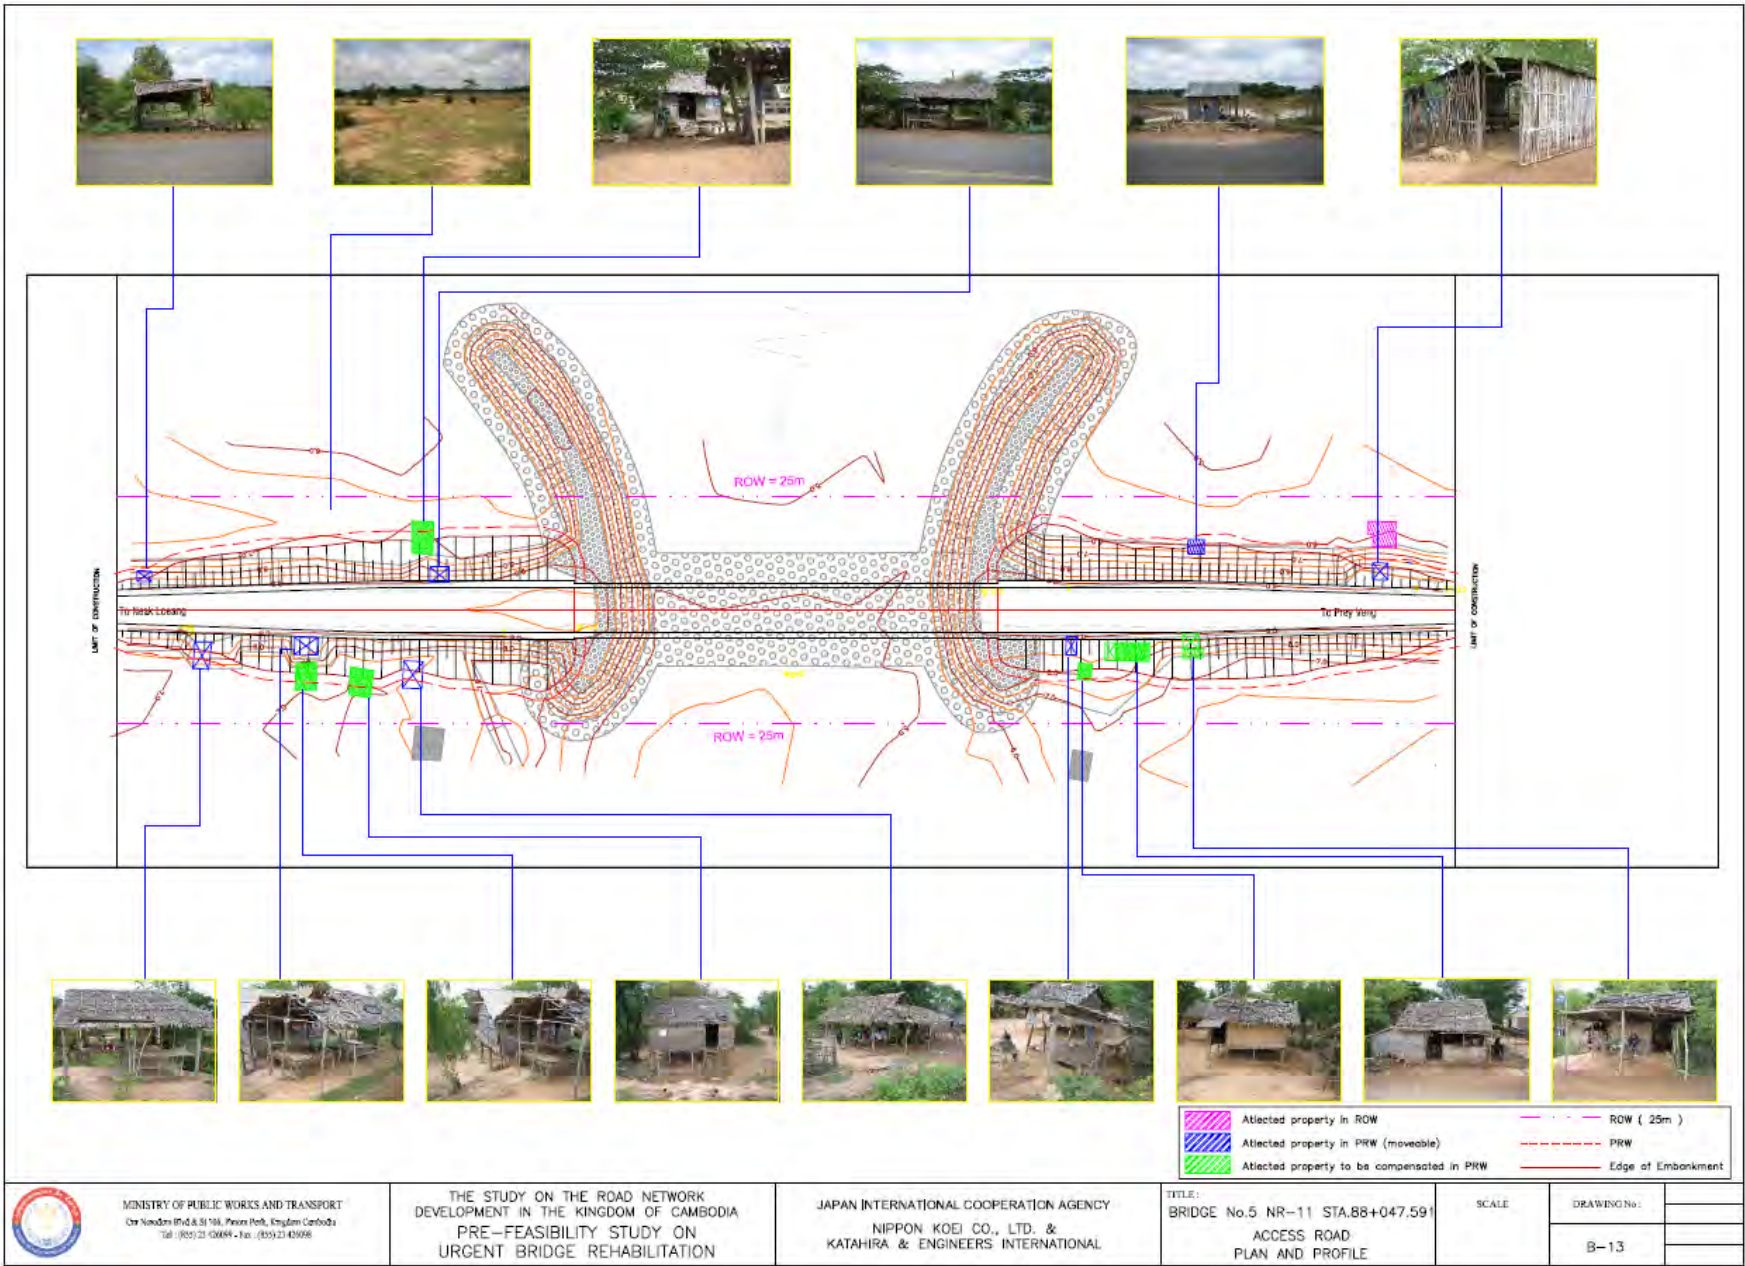 ROW = 25m
LIMIT OF CONSTRUCTION
To Neak Loeang
To Prey Veng
LIMIT OF CONSTRUCTION
ROW = 25m
Atlected property in ROW
Atlected property in PRW (moveable)
Atlected property to be compensated in PRW
ROW ( 25m )
PRW
Edge of Embankment
MINISTRY OF PUBLIC WORKS AND TRANSPORT
THE STUDY ON THE ROAD NETWORK
DEVELOPMENT IN THE KINGDOM OF CAMBODIA
PRE-FEASIBILITY STUDY ON
URGENT BRIDGE REHABILITATION
JAPAN INTERNATIONAL COOPERATION AGENCY
NIPPON KOEI CO., LTD. &
KATAHIRA & ENGINEERS INTERNATIONAL
TITLE :
BRIDGE No.5 NR-11 STA.88+047.591
ACCESS ROAD
PLAN AND PROFILE
SCALE
DRAWING No :
B-13